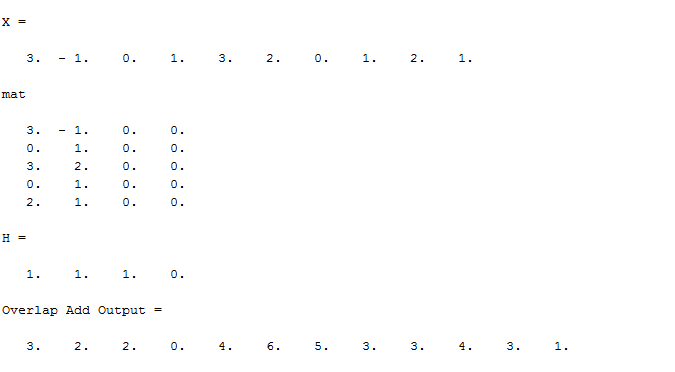 X =
3. - 1. 0. 1. 3. 2. 0. 1. 2. 1.
mat
3. - 1. 0. 0.
0. 1. 0. 0.
3. 2. 0. 0.
0. 1. 0. 0.
2. 1. 0. 0.
H =
1. 1. 1. 0.
Overlap Add Output =
3. 2. 2. 0. 4. 6. 5. 3. 3. 4. 3. 1.